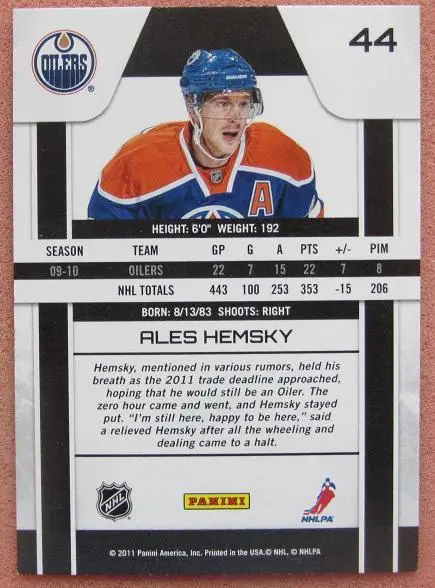 OILERS
®
44
BAUER
A
HEIGHT: 6'0" WEIGHT: 192
SEASON TEAM GP G A PTS +/- PIM
09-10 OILERS 22 7 15 22 7 8
NHL TOTALS 443 100 253 353 -15 206
BORN: 8/13/83 SHOOTS: RIGHT
ALES HEMSKY
Hemsky, mentioned in various rumors, held his
breath as the 2011 trade deadline approached,
hoping that he would still be an Oiler. The
zero hour came and went, and Hemsky stayed
put. “I'm still here, happy to be here,” said
a relieved Hemsky after all the wheeling and
dealing came to a halt.
NHL
PANINI
NHLPA
© 2011 Panini America, Inc. Printed in the USA.© NHL, © NHLPA